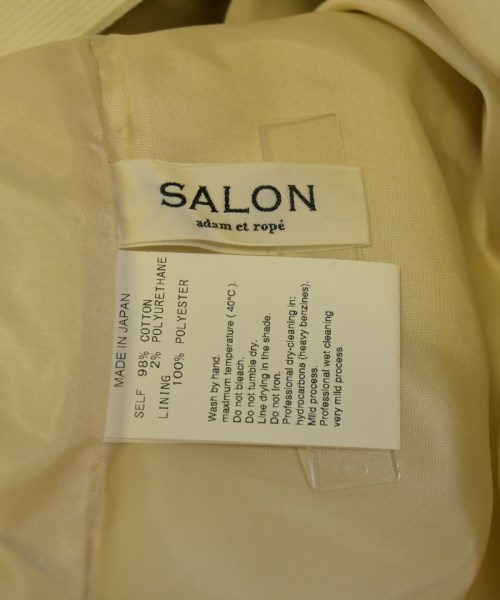 SALON
adam et ropé
MADE IN JAPAN
SELF 98% COTTON
2% POLYURETHANE
LINING
100% POLYESTER
Wash by hand.
maximum temperature ( 40°C ).
Do not bleach.
Do not tumble dry.
Line drying in the shade.
Do not Iron.
Professional dry-cleaning in:
hydrocarbons (heavy benzines).
Mild process.
Professional wet cleaning
very mild process.